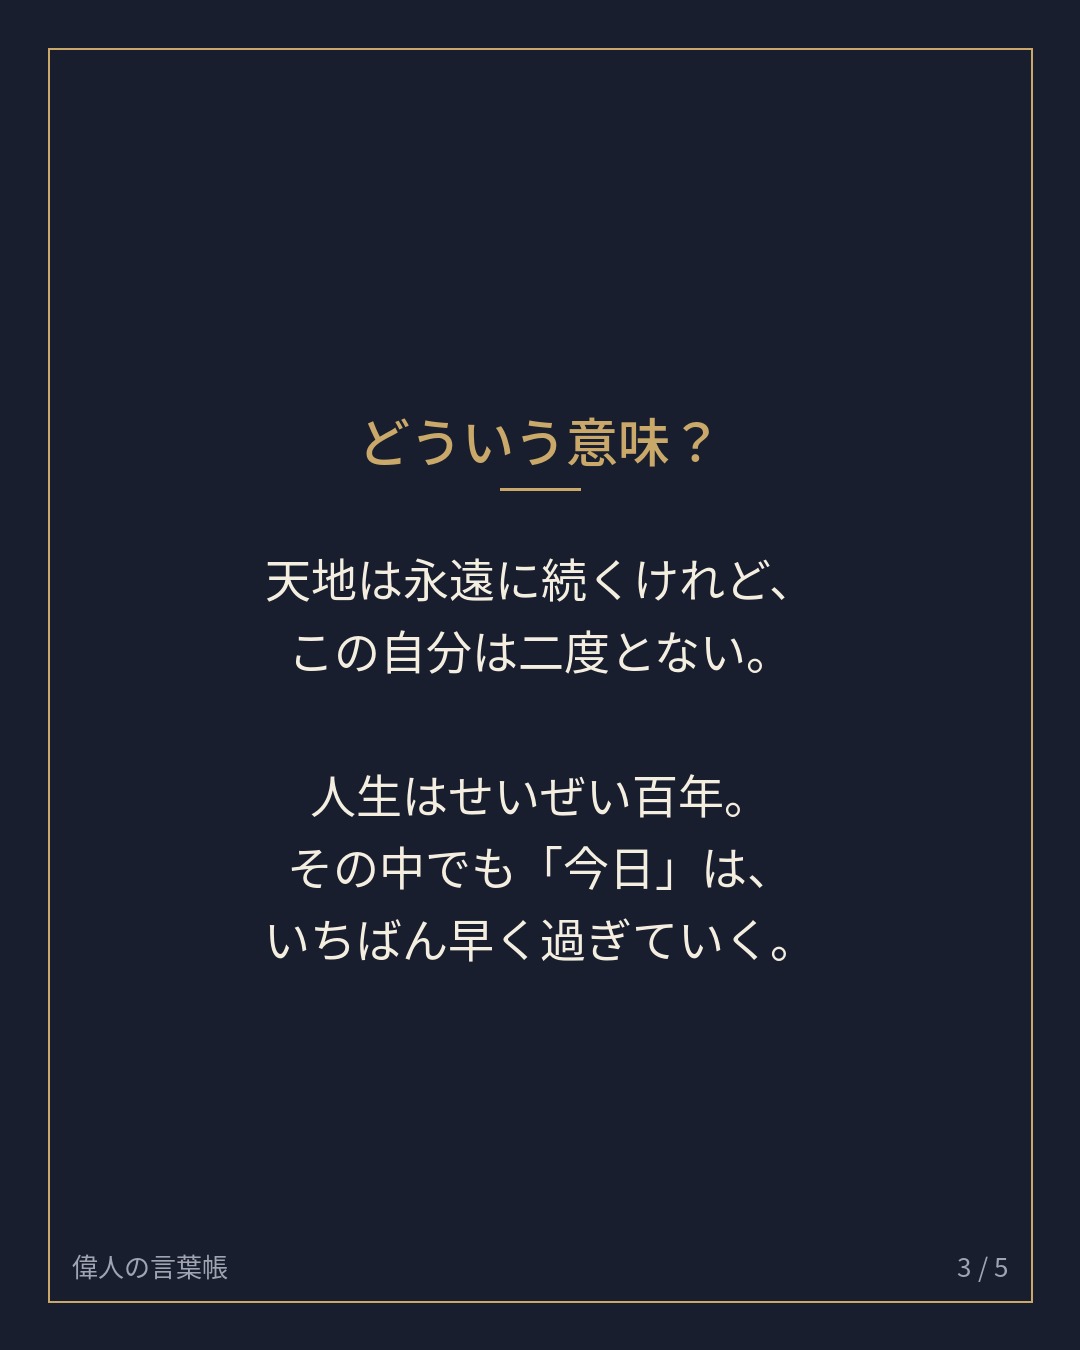 どういう意味？
天地は永遠に続くけれど、
この自分は二度とない。
人生はせいぜい百年。
その中でも「今日」は、
いちばん早く過ぎていく。
偉人の言葉帳
3 / 5